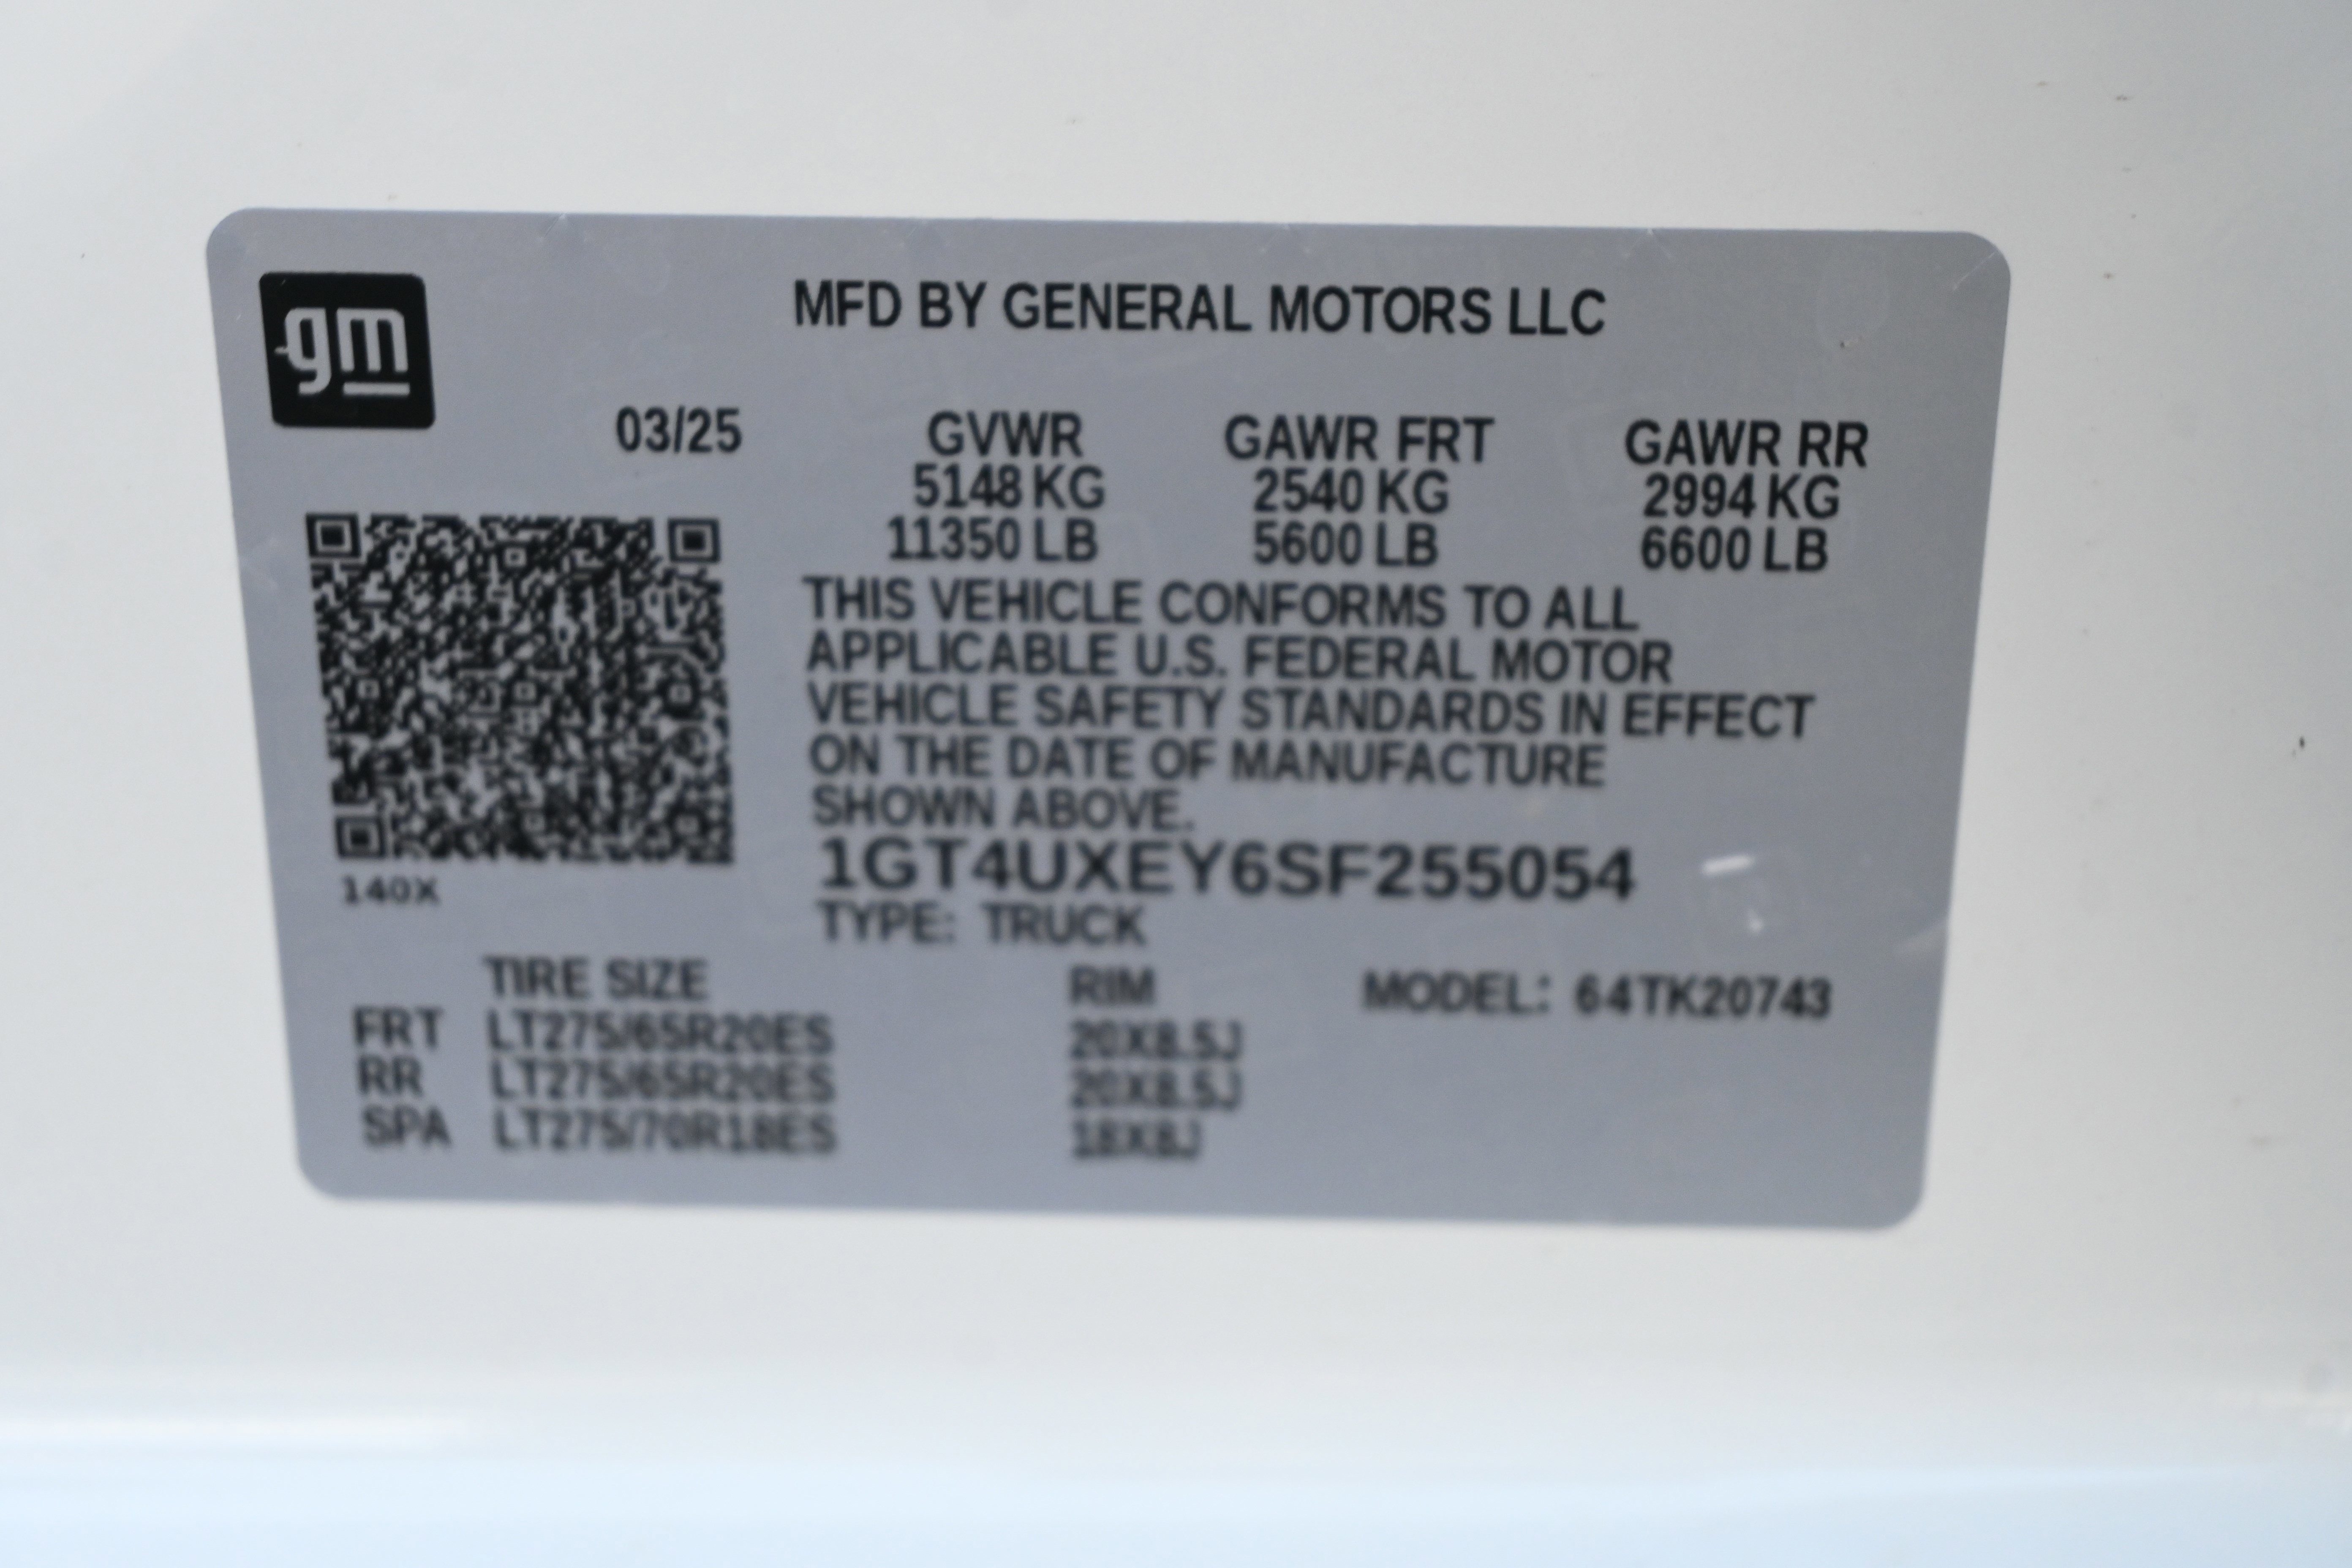 gm
MFD BY GENERAL MOTORS LLC
03/25 GVWR GAWR FRT GAWR RR
5148 KG 2540 KG 2994 KG
11350 LB 5600 LB 6600 LB
THIS VEHICLE CONFORMS TO ALL
APPLICABLE U.S. FEDERAL MOTOR
VEHICLE SAFETY STANDARDS IN EFFECT
ON THE DATE OF MANUFACTURE
SHOWN ABOVE.
140X
1GT4UXEY6SF255054
TYPE: TRUCK
TIRE SIZE RIM MODEL: 64TK20743
FRT LT275/65R20ES 20X8.5J
RR LT275/65R20ES 20X8.5J
SPA LT275/70R18ES 18X8J